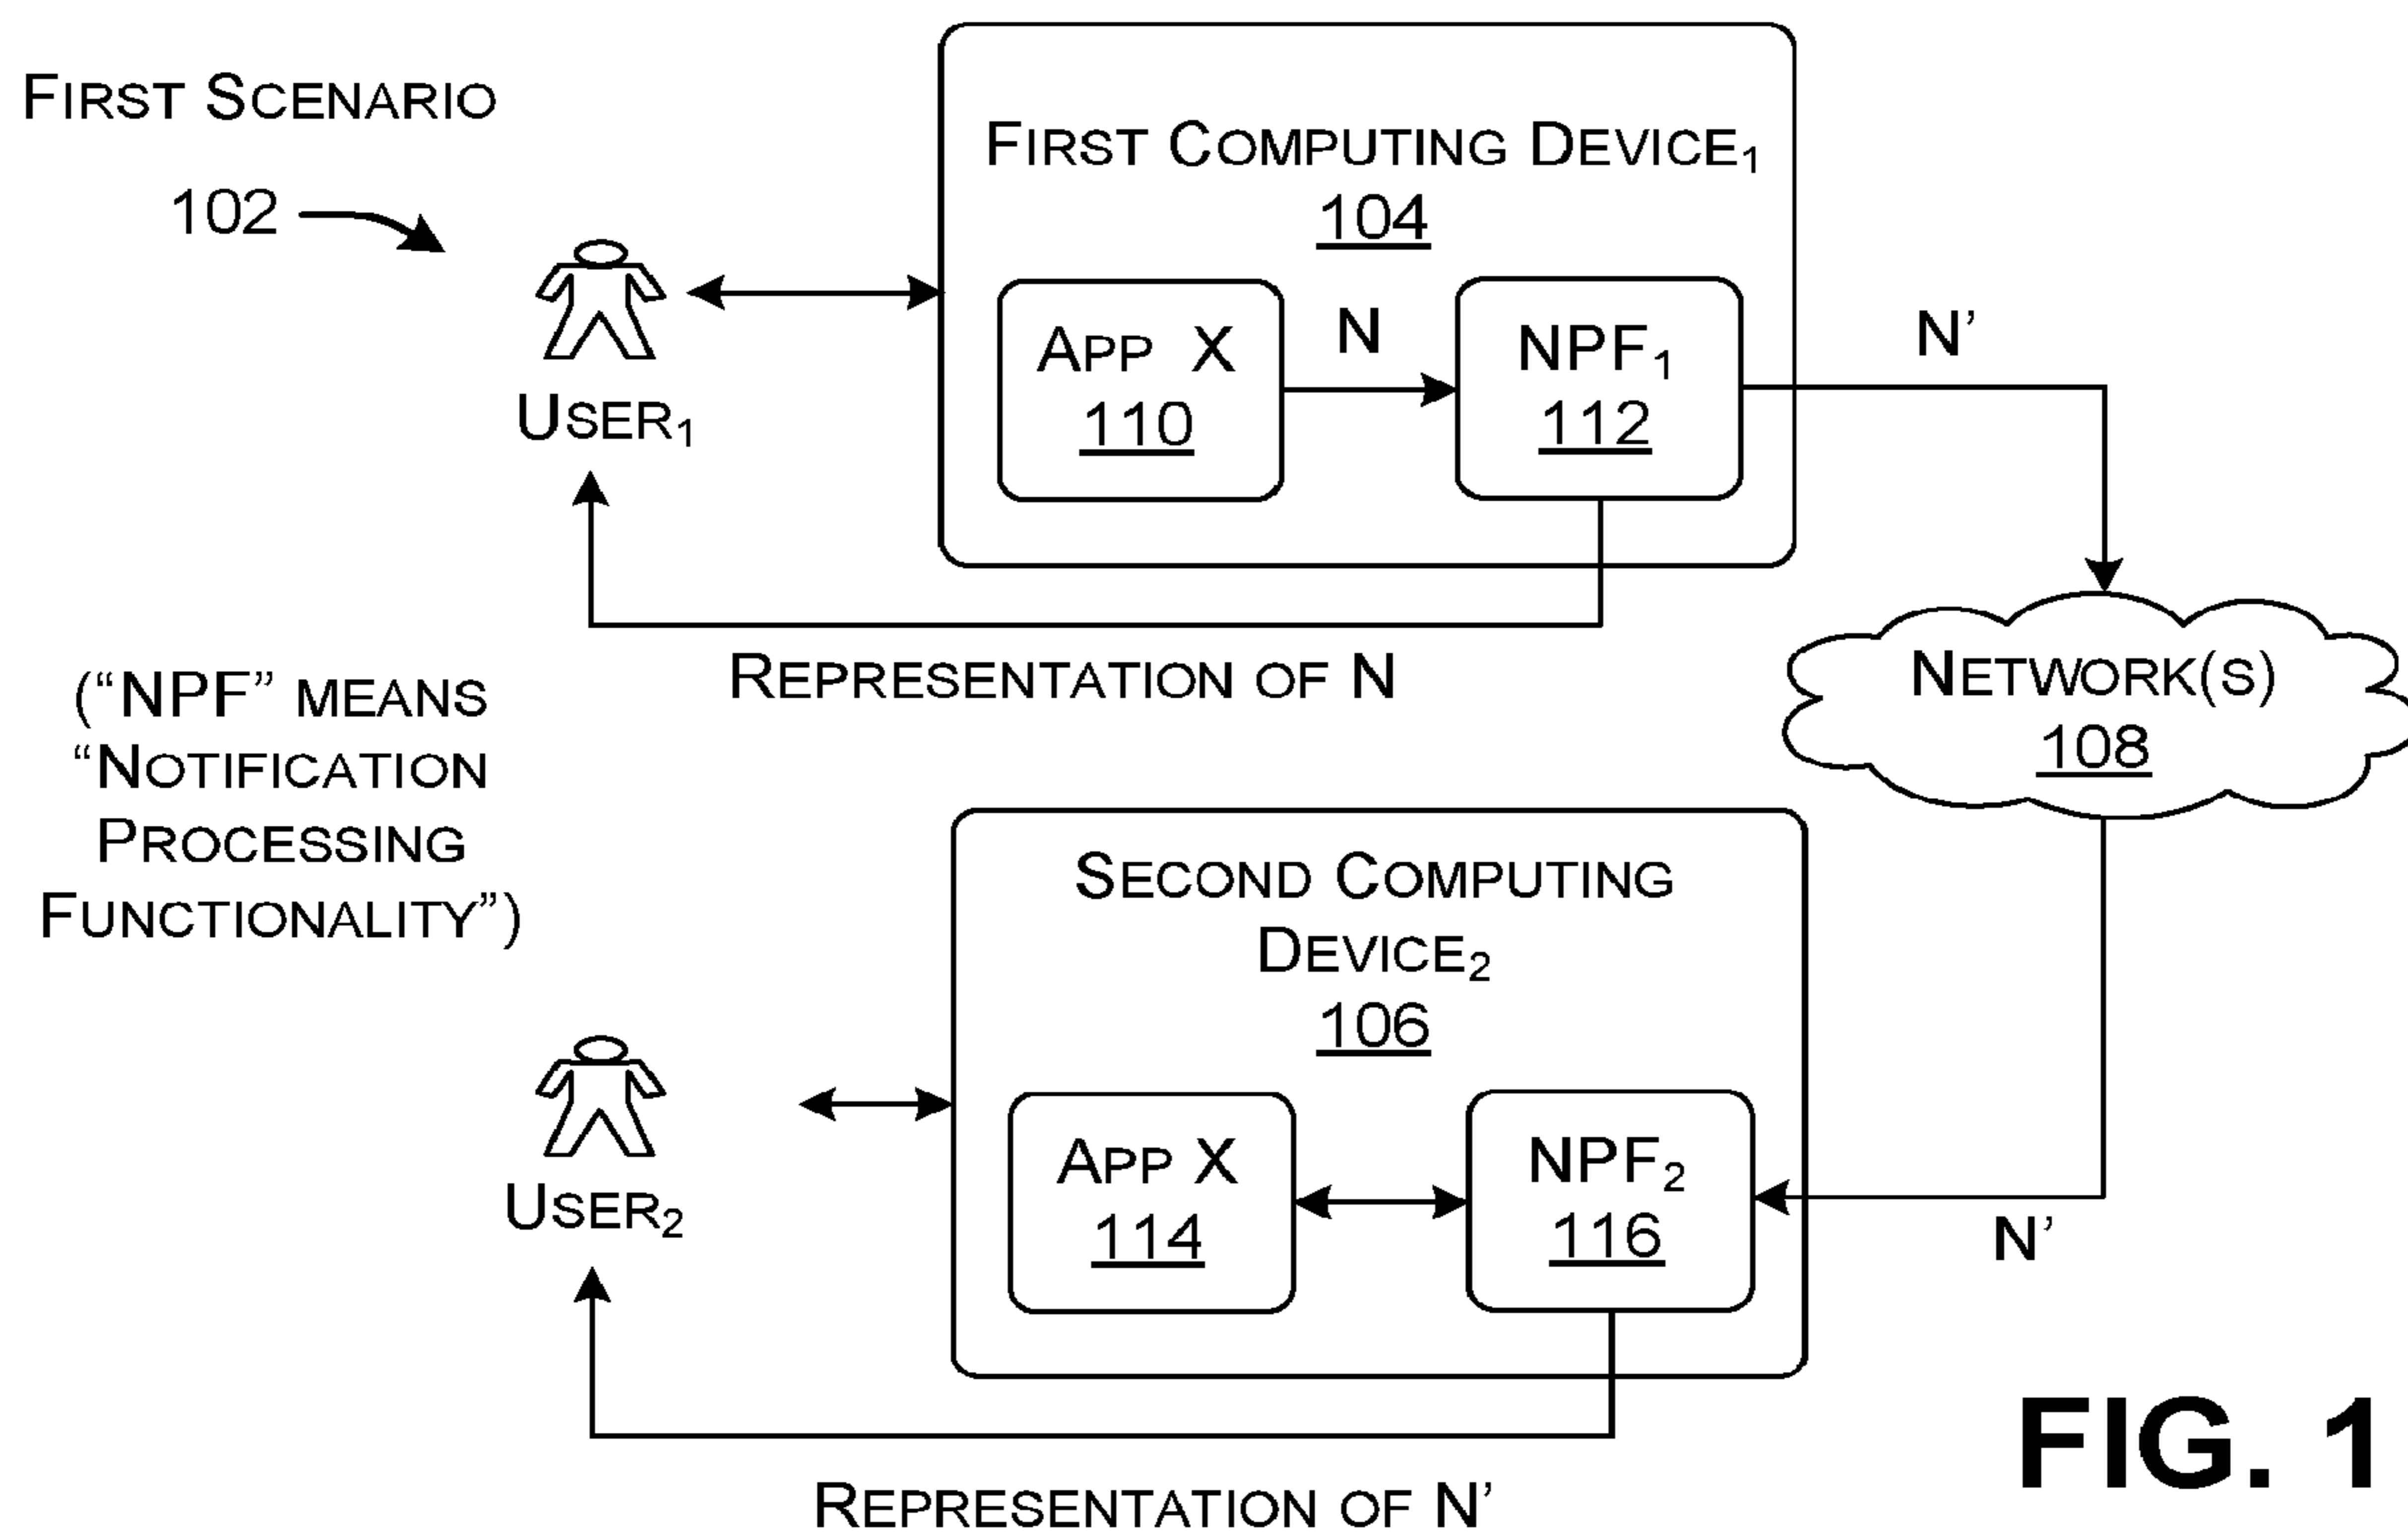 First Scenario
102
First Computing Device1
104
App X
110
N
NPF1
112
N’
User1
Representation of N
(“NPF” means
“Notification
Processing
Functionality”)
Network(s)
108
Second Computing
Device2
106
App X
114
NPF2
116
N’
User2
Representation of N’
FIG. 1